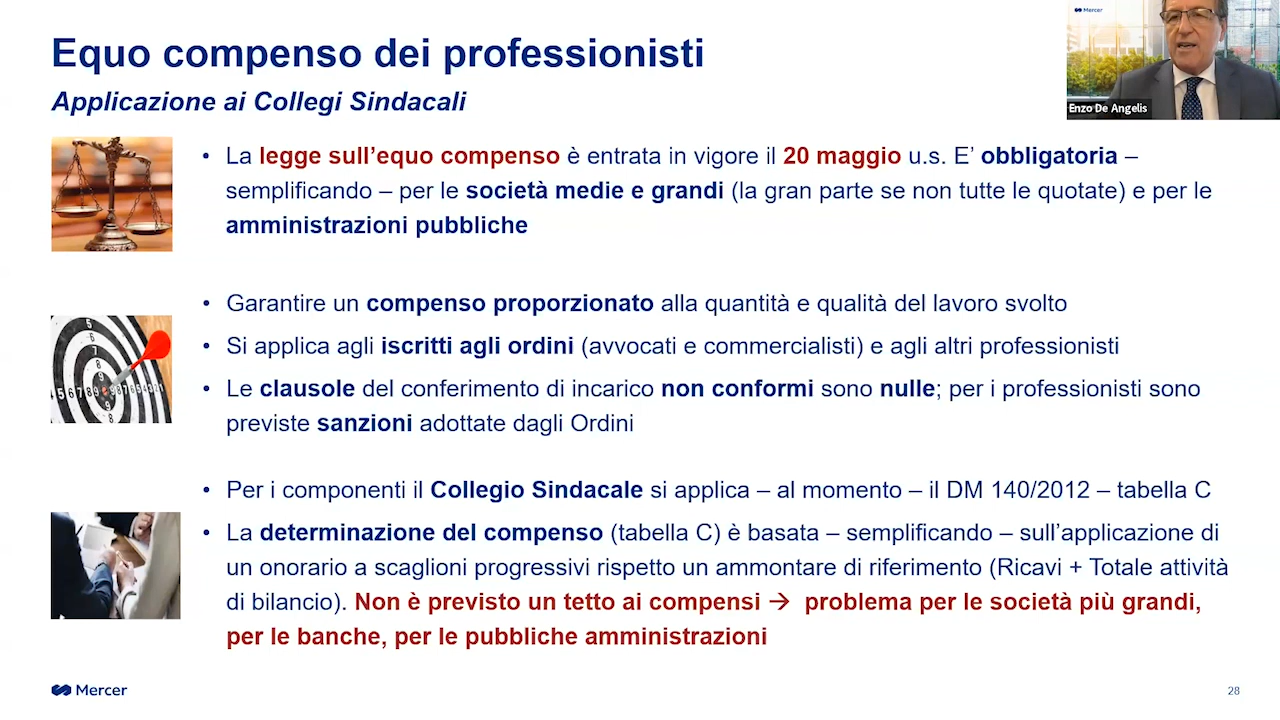 Equo compenso dei professionisti
Applicazione ai Collegi Sindacali
Mercer
Enzo De Angelis
• La legge sull’equo compenso è entrata in vigore il 20 maggio u.s. E’ obbligatoria –
semplificando – per le società medie e grandi (la gran parte se non tutte le quotate) e per le
amministrazioni pubbliche
• Garantire un compenso proporzionato alla quantità e qualità del lavoro svolto
• Si applica agli iscritti agli ordini (avvocati e commercialisti) e agli altri professionisti
• Le clausole del conferimento di incarico non conformi sono nulle; per i professionisti sono
previste sanzioni adottate dagli Ordini
• Per i componenti il Collegio Sindacale si applica – al momento – il DM 140/2012 – tabella C
• La determinazione del compenso (tabella C) è basata – semplificando – sull’applicazione di
un onorario a scaglioni progressivi rispetto un ammontare di riferimento (Ricavi + Totale attività
di bilancio). Non è previsto un tetto ai compensi → problema per le società più grandi,
per le banche, per le pubbliche amministrazioni
Mercer
28